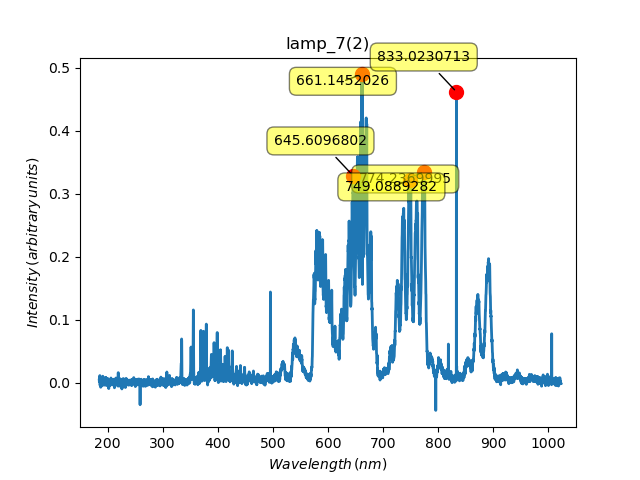 lamp_7(2)
833.0230713
661.1452026
645.6096802
774.2369995
749.0889282
0.5
0.4
0.3
0.2
0.1
0.0
Intensity (arbitrary units)
200 300 400 500 600 700 800 900 1000
Wavelength (nm)